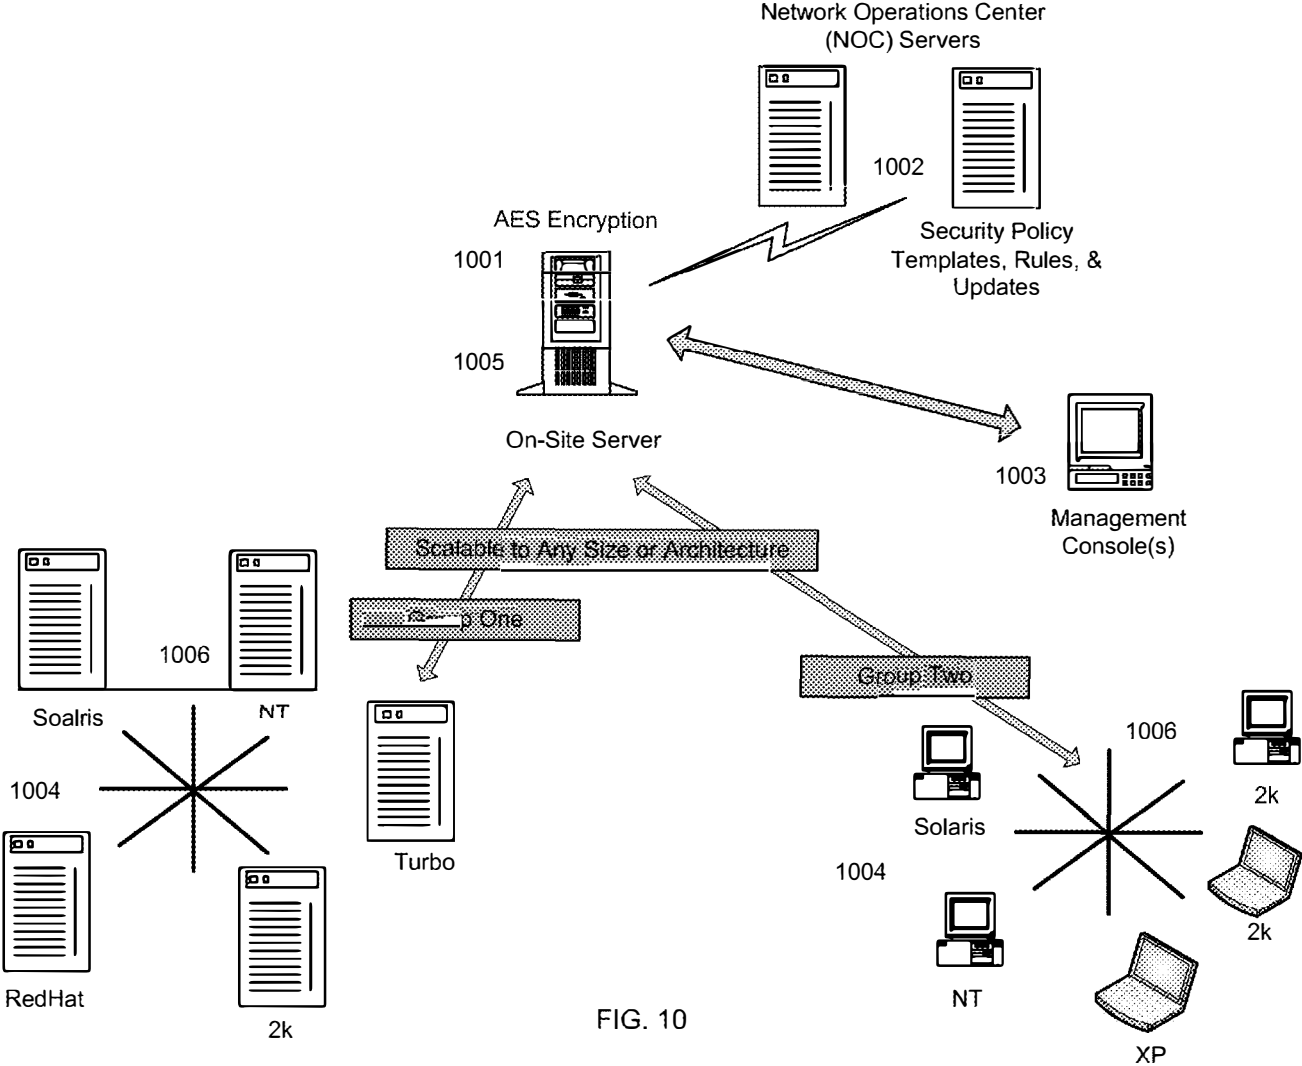 Network Operations Center
(NOC) Servers
1002
AES Encryption
1001
Security Policy
Templates, Rules, &
Updates
1005
On-Site Server
1003
Management
Console(s)
Scalable to Any Size or Architecture
One
1006
Soalris
NT
Group Two
1006
1004
Turbo
Solaris
2k
1004
2k
RedHat
2k
NT
XP
FIG. 10